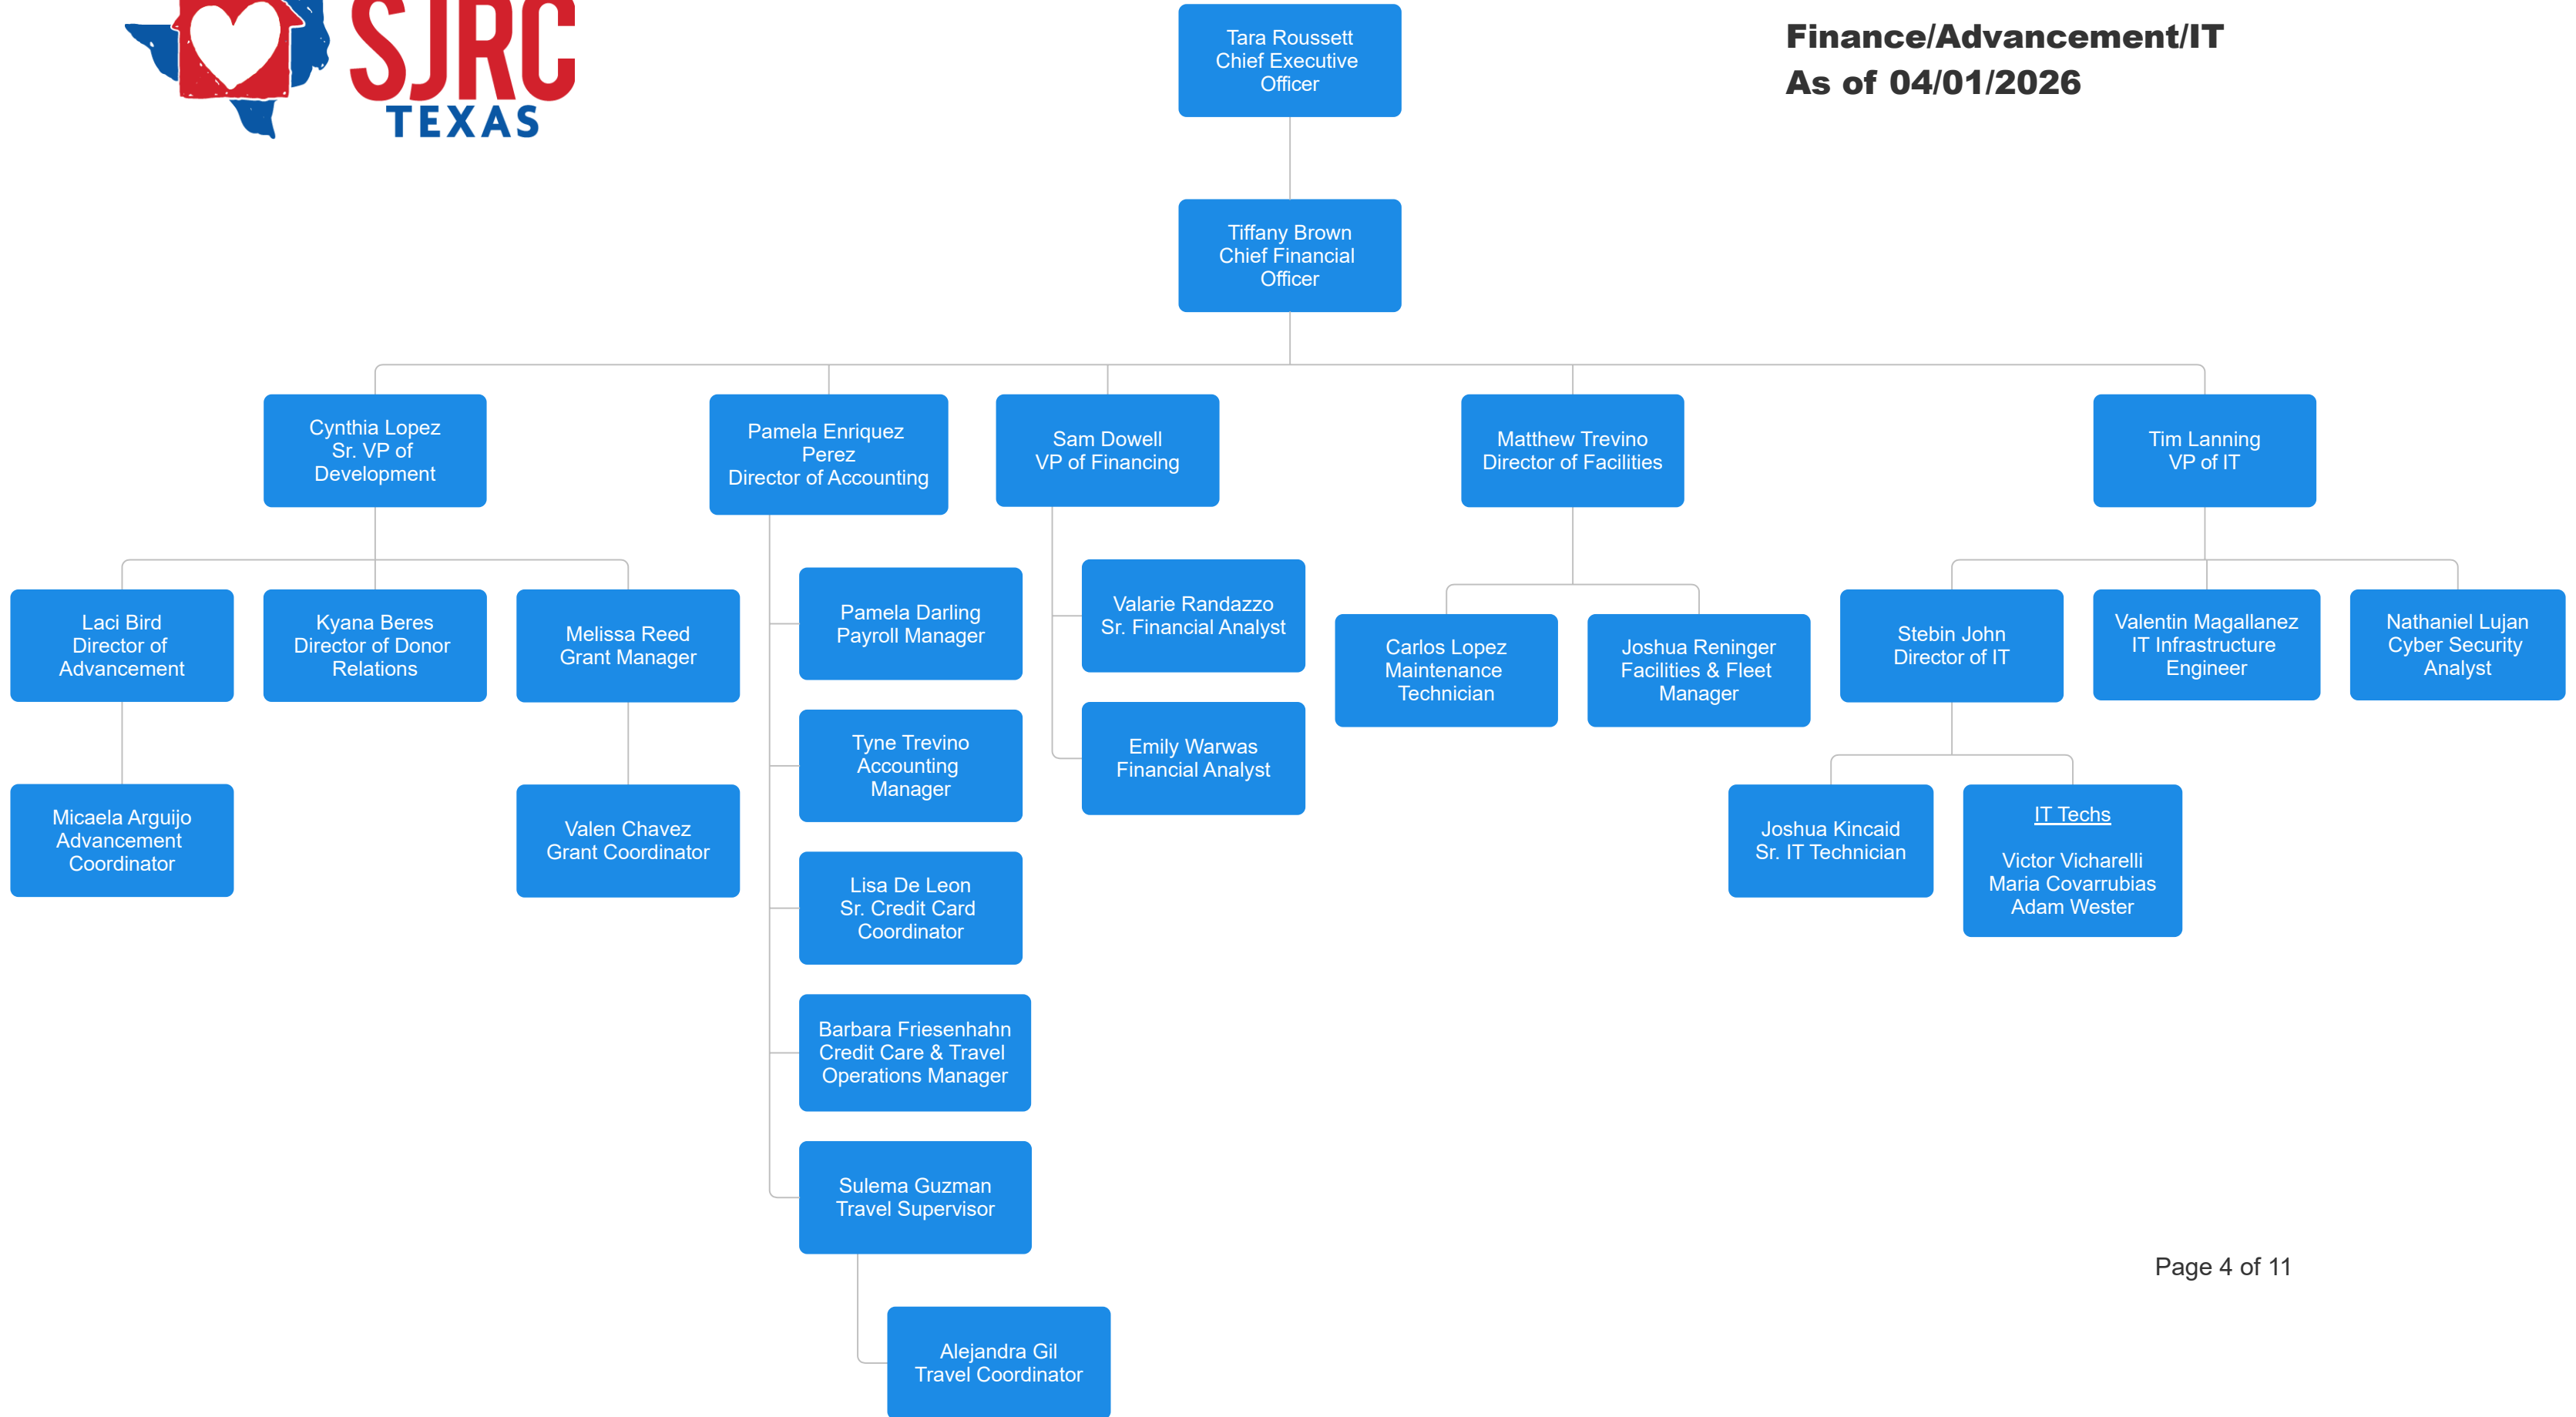 SJRC
TEXAS
Finance/Advancement/IT
As of 04/01/2026
Tara Roussett
Chief Executive
Officer
Tiffany Brown
Chief Financial
Officer
Cynthia Lopez
Sr. VP of
Development
Pamela Enriquez
Perez
Director of Accounting
Sam Dowell
VP of Financing
Matthew Trevino
Director of Facilities
Tim Lanning
VP of IT
Laci Bird
Director of
Advancement
Kyana Beres
Director of Donor
Relations
Melissa Reed
Grant Manager
Micaela Arguijo
Advancement
Coordinator
Valen Chavez
Grant Coordinator
Pamela Darling
Payroll Manager
Tyne Trevino
Accounting
Manager
Lisa De Leon
Sr. Credit Card
Coordinator
Barbara Friesenhahn
Credit Care & Travel
Operations Manager
Sulema Guzman
Travel Supervisor
Alejandra Gil
Travel Coordinator
Valarie Randazzo
Sr. Financial Analyst
Emily Warwas
Financial Analyst
Carlos Lopez
Maintenance
Technician
Joshua Reninger
Facilities & Fleet
Manager
Stebin John
Director of IT
Valentin Magallanez
IT Infrastructure
Engineer
Nathaniel Lujan
Cyber Security
Analyst
Joshua Kincaid
Sr. IT Technician
IT Techs
Victor Vicharelli
Maria Covarrubias
Adam Wester
Page 4 of 11